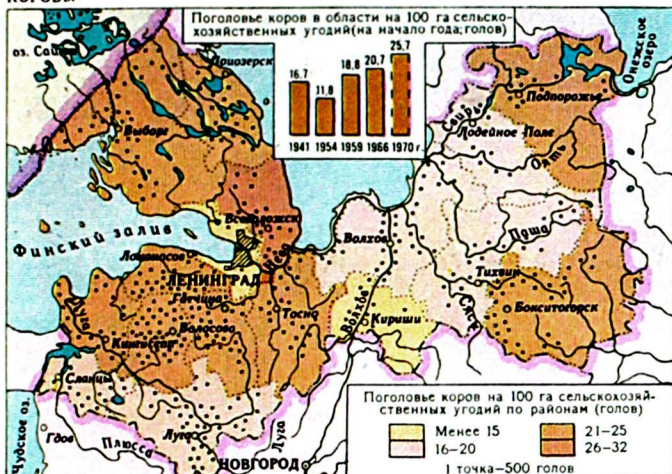 КОРОВЫ
Поголовье коров в области на 100 га сельско-
хозяйственных угодий (на начало года; голов)
16,7
11,8
18,8
20,7
25,7
1941 1954 1959 1966 1970 г.
оз.
Приозерск
Выборг
Онежское
озеро
Подпорожье
Свирь
Лодейное Поле
Оять
Паша
Финский залив
Всеволожск
Ломоносов
Нева
ЛЕНИНГРАД
Гатчина
Волхов
Тихвин
Тосно
Волхов
Кириши
Сясь
Бокситогорск
Луга
Волосово
Кингисепп
Сланцы
Чудское оз.
Гдов
Плюсса
Луга
Луга
НОВГОРОД
Поголовье коров на 100 га сельскохозяй-
ственных угодий по районам (голов)
Менее 15
21–25
16–20
26–32
1 точка–500 голов